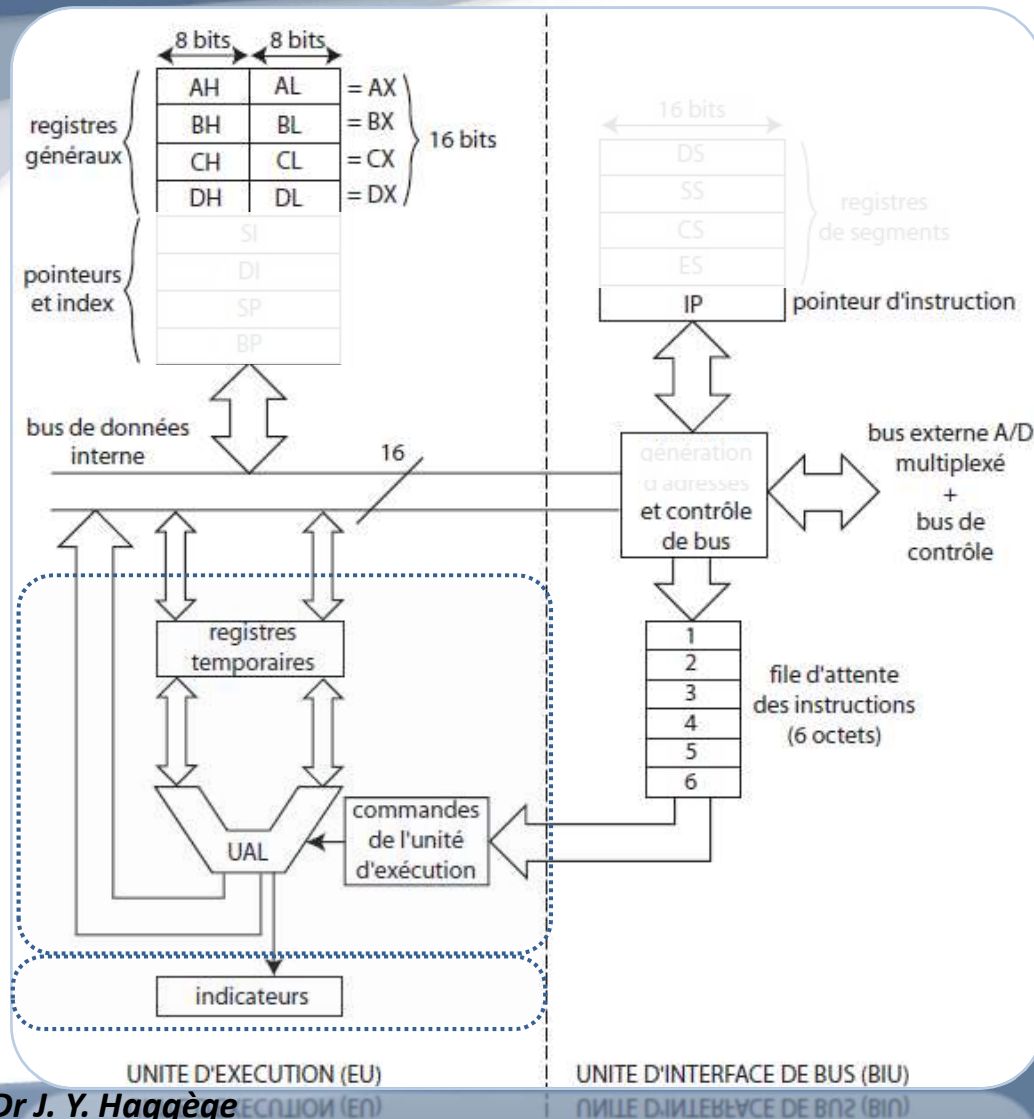 8 bits 8 bits
AH AL = AX
BH BL = BX
CH CL = CX
DH DL = DX
16 bits
registres
généraux
SI
DI
SP
BP
pointeurs
et index
16 bits
DS
SS
CS
ES
IP
registres
de segments
pointeur d'instruction
bus de données
interne
16
génération
d'adresses
et contrôle
de bus
bus externe A/D
multiplexé
+
bus de
contrôle
registres
temporaires
1
2
3
4
5
6
file d'attente
des instructions
(6 octets)
UAL
commandes
de l'unité
d'exécution
indicateurs
UNITE D'EXECUTION (EU)
UNITE D'INTERFACE DE BUS (BIU)
Dr J. Y. Haggège